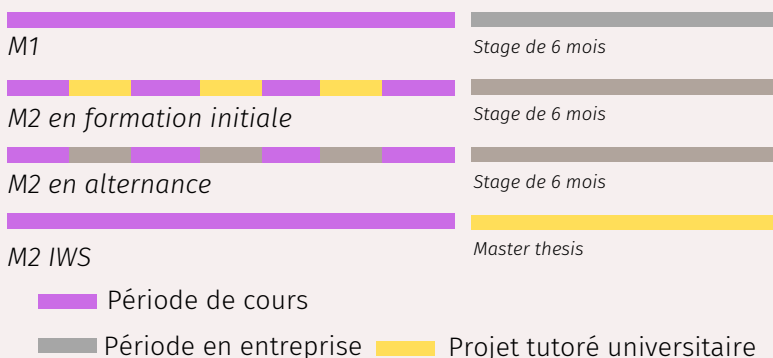 M1
Stage de 6 mois
M2 en formation initiale
Stage de 6 mois
M2 en alternance
Stage de 6 mois
M2 IWS
Master thesis
Période de cours
Période en entreprise Projet tutoré universitaire